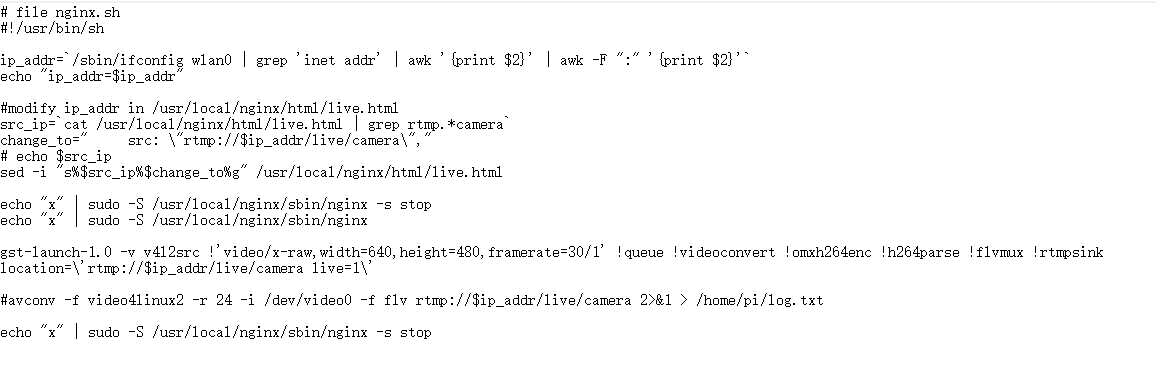 # file nginx.sh
#!/usr/bin/sh
ip_addr=`/sbin/ifconfig wlan0 | grep 'inet addr' | awk '{print $2}' | awk -F ":" '{print $2}'`
echo "ip_addr=$ip_addr"
#modify ip_addr in /usr/local/nginx/html/live.html
src_ip=`cat /usr/local/nginx/html/live.html | grep rtmp.*camera`
change_to="     src: \"rtmp://$ip_addr/live/camera\","
# echo $src_ip
sed -i "s%$src_ip%$change_to%g" /usr/local/nginx/html/live.html
echo "x" | sudo -S /usr/local/nginx/sbin/nginx -s stop
echo "x" | sudo -S /usr/local/nginx/sbin/nginx
gst-launch-1.0 -v v4l2src !'video/x-raw,width=640,height=480,framerate=30/1' !queue !videoconvert !omxh264enc !h264parse !flvmux !rtmpsink
location=\'rtmp://$ip_addr/live/camera live=1\'
#avconv -f video4linux2 -r 24 -i /dev/video0 -f flv rtmp://$ip_addr/live/camera 2>&1 > /home/pi/log.txt
echo "x" | sudo -S /usr/local/nginx/sbin/nginx -s stop